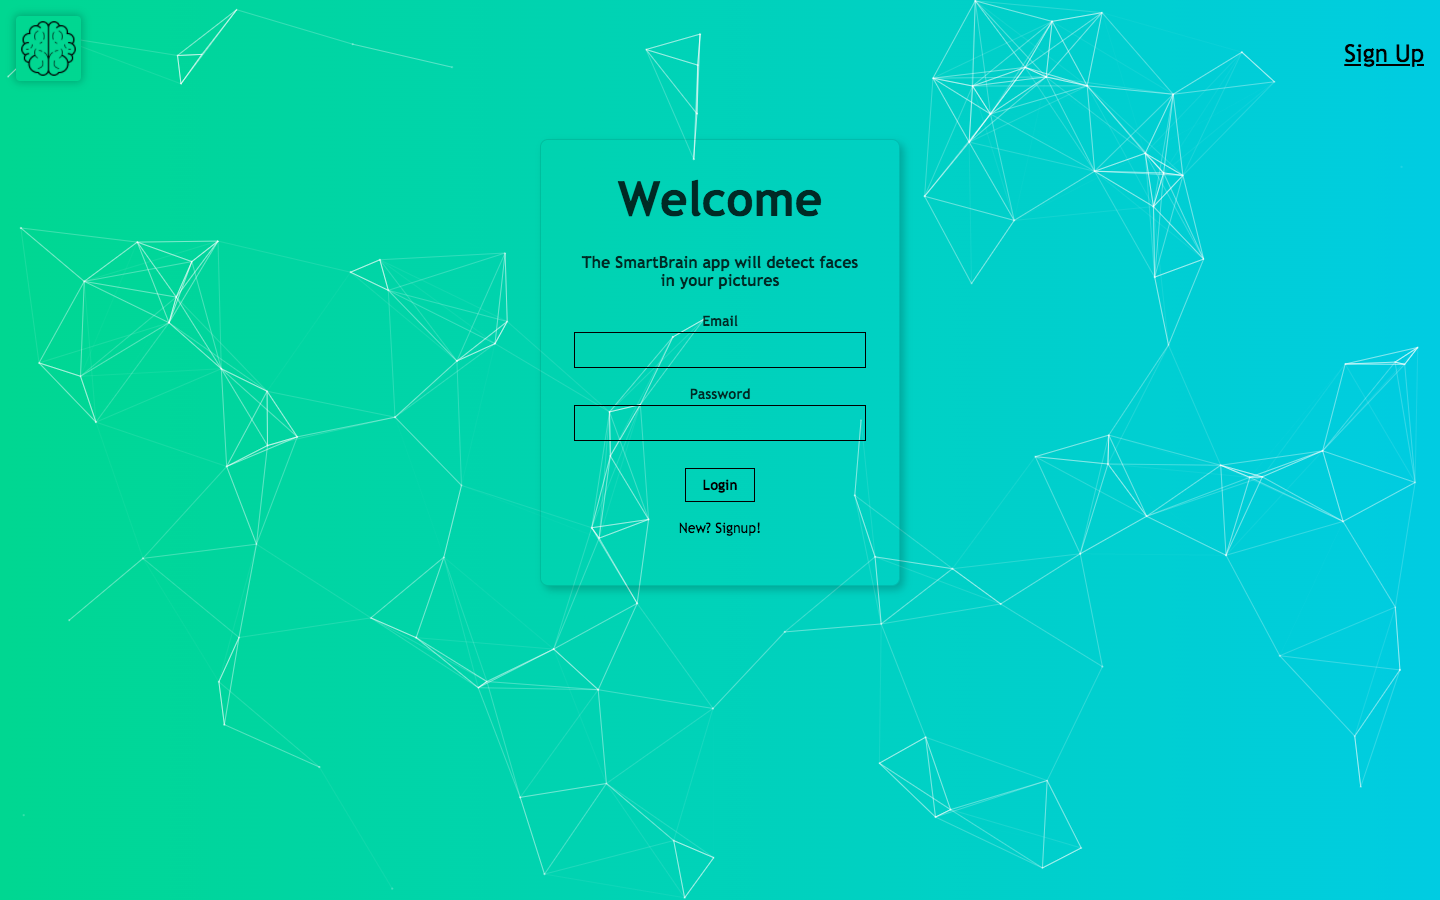 Sign Up
Welcome
The SmartBrain app will detect faces
in your pictures
Email
Password
Login
New? Signup!